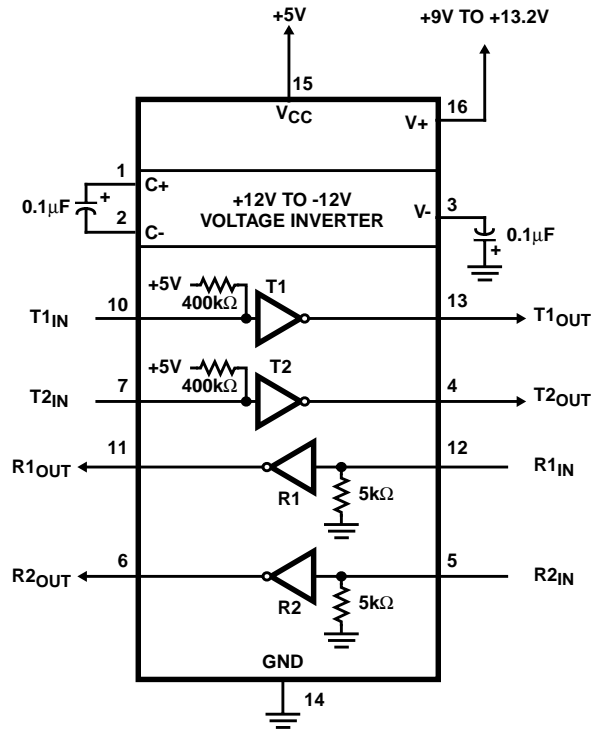 +5V
+9V TO +13.2V
15
16
VCC
V+
1
C+
+12V TO -12V
VOLTAGE INVERTER
0.1µF
+
2
C-
V-
3
0.1µF
+
+5V
400kΩ
T1
T1IN
10
13
T1OUT
+5V
400kΩ
T2
T2IN
7
4
T2OUT
R1OUT
11
12
R1IN
R1
5kΩ
R2OUT
6
5
R2IN
R2
5kΩ
GND
14